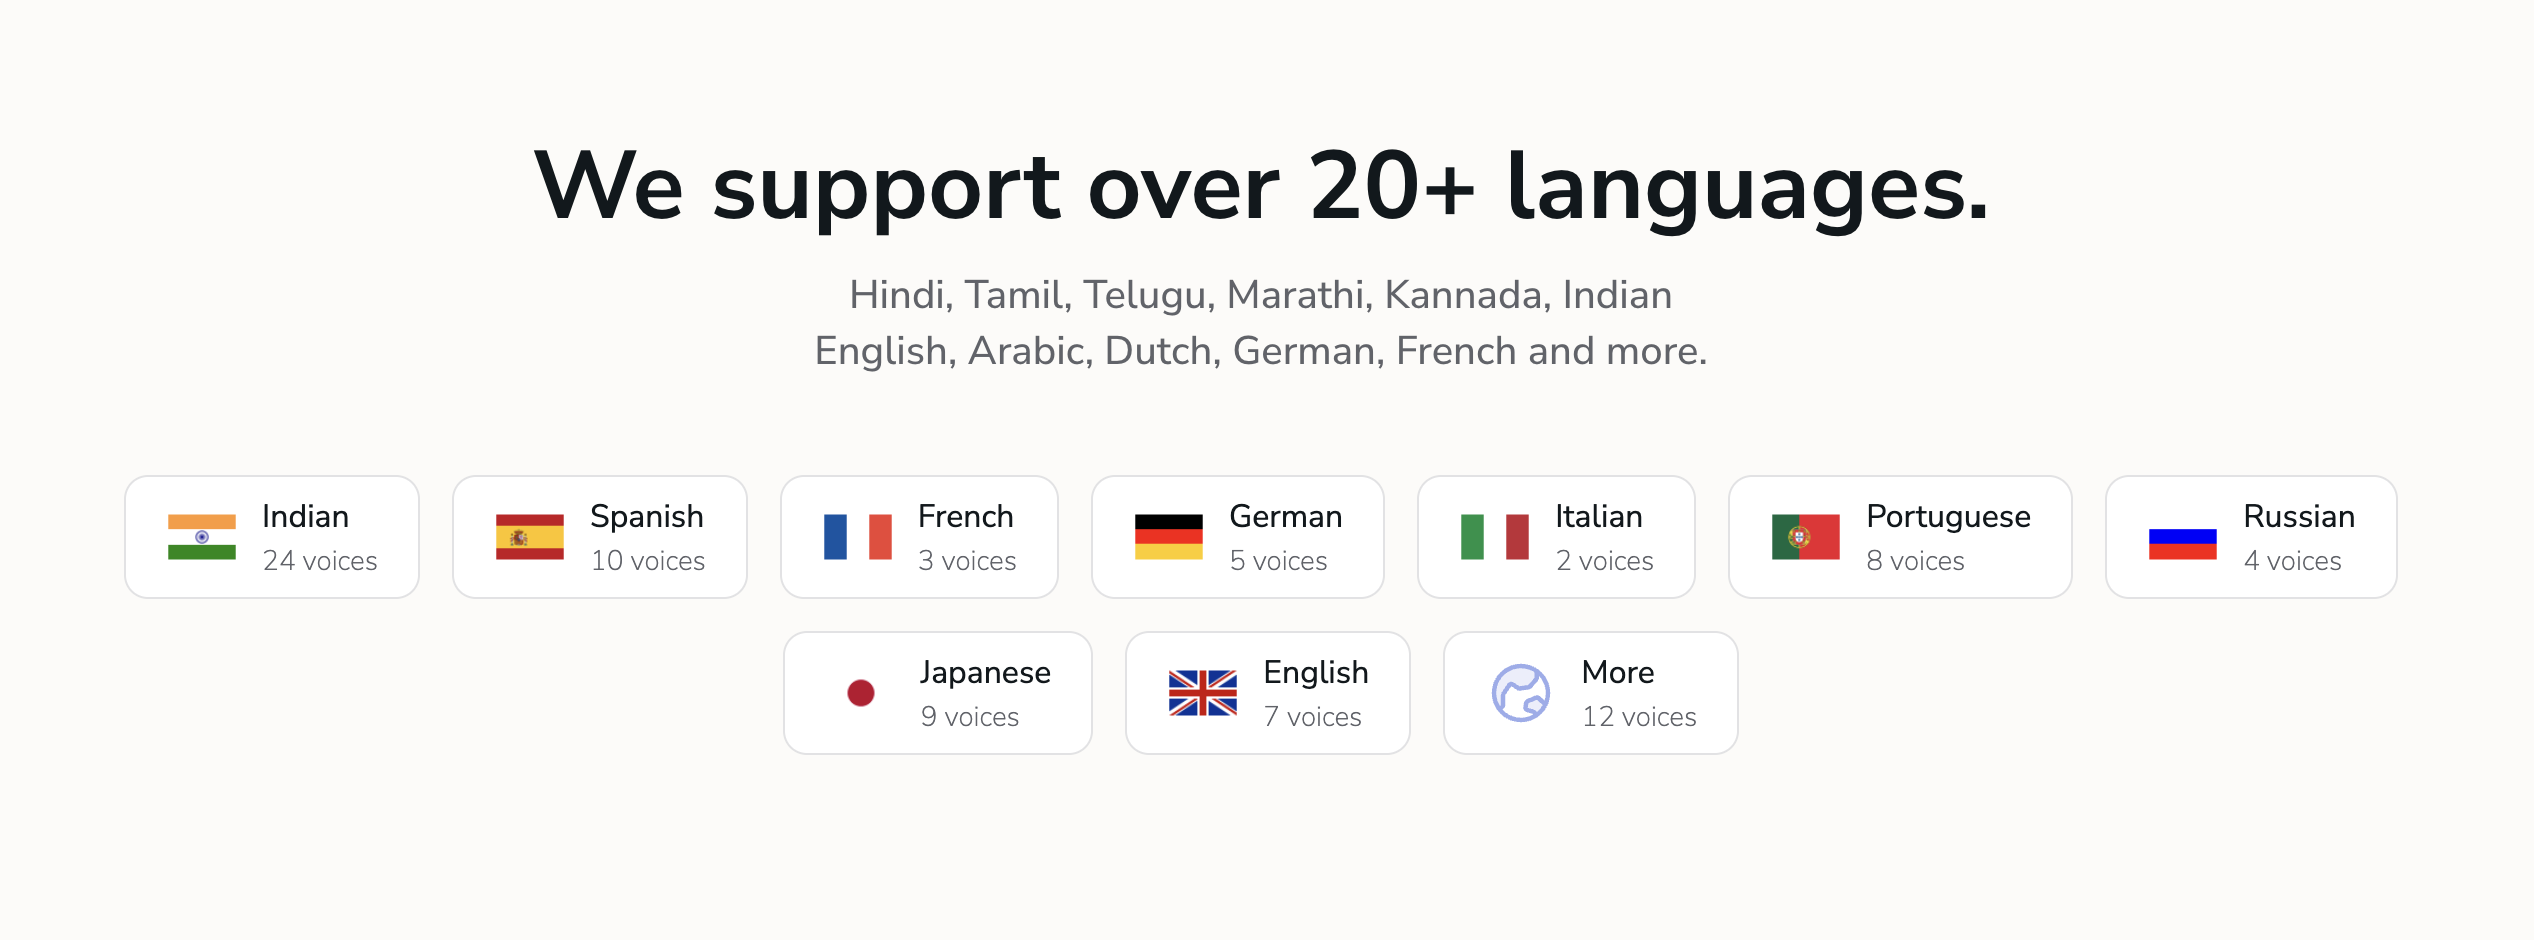 We support over 20+ languages.
Hindi, Tamil, Telugu, Marathi, Kannada, Indian
English, Arabic, Dutch, German, French and more.
Indian
24 voices
Spanish
10 voices
French
3 voices
German
5 voices
Italian
2 voices
Portuguese
8 voices
Russian
4 voices
Japanese
9 voices
English
7 voices
More
12 voices